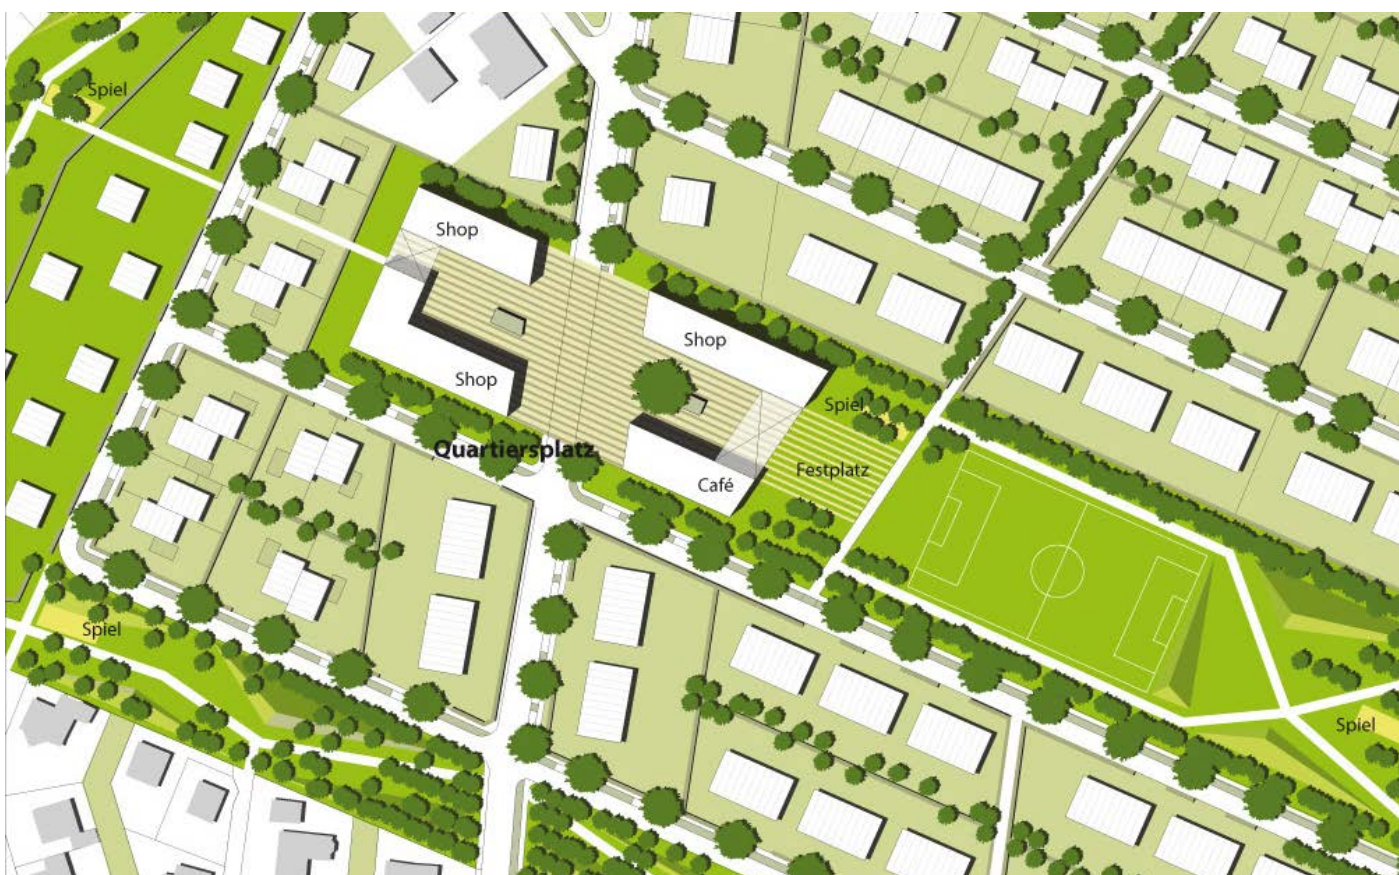 Spiel
Shop
Shop
Shop
Spiel
Quartiersplatz
Festplatz
Café
Spiel
Spiel